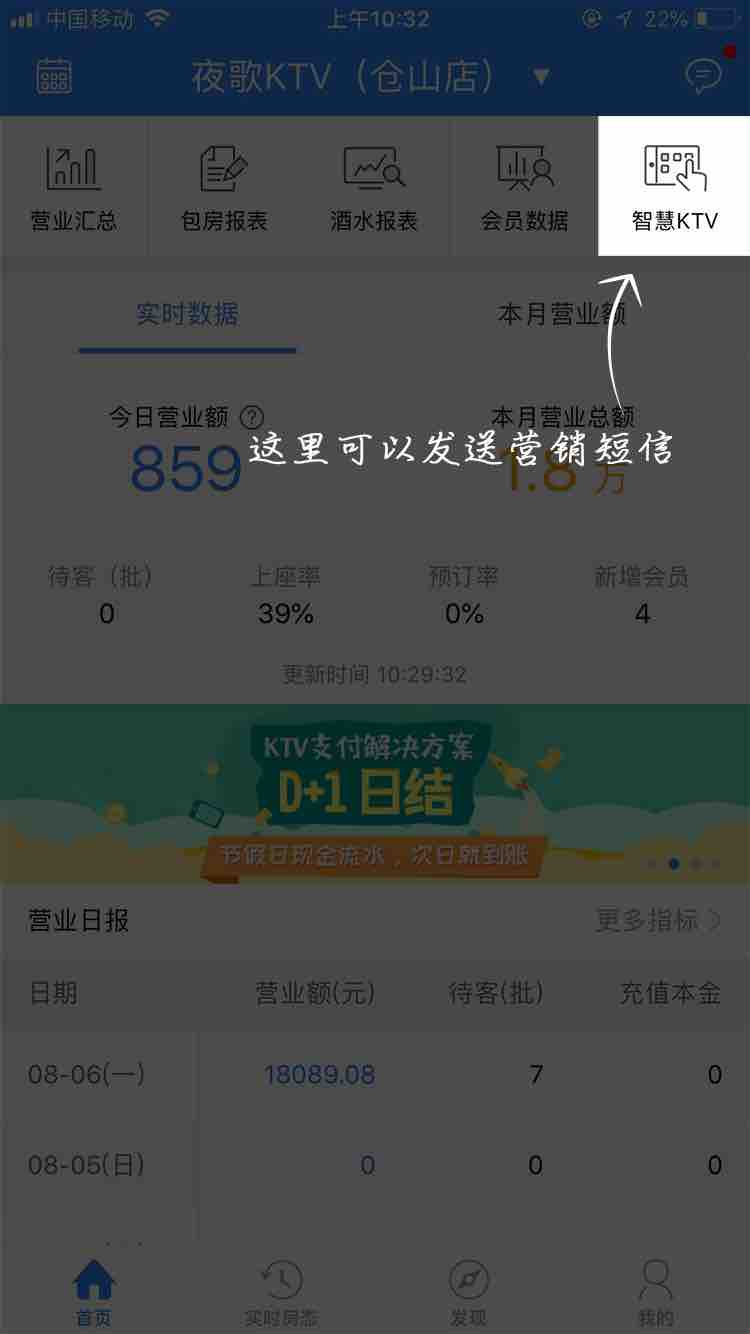 中国移动 上午10:32 22%
夜歌KTV（仓山店） ▼
营业汇总 包房报表 酒水报表 会员数据 智慧KTV
实时数据 本月营业额
今日营业额 ? 本月营业总额
这里可以发送营销短信
859 1.8 万
待客（批） 上座率 预订率 新增会员
0 39% 0% 4
更新时间 10:29:32
KTV支付解决方案
D+1日结
节假日现金流水，次日就到账
营业日报 更多指标
日期 营业额(元) 待客(批) 充值本金
08-06(一) 18089.08 7 0
08-05(日) 0 0 0
首页 实时房态 发现 我的